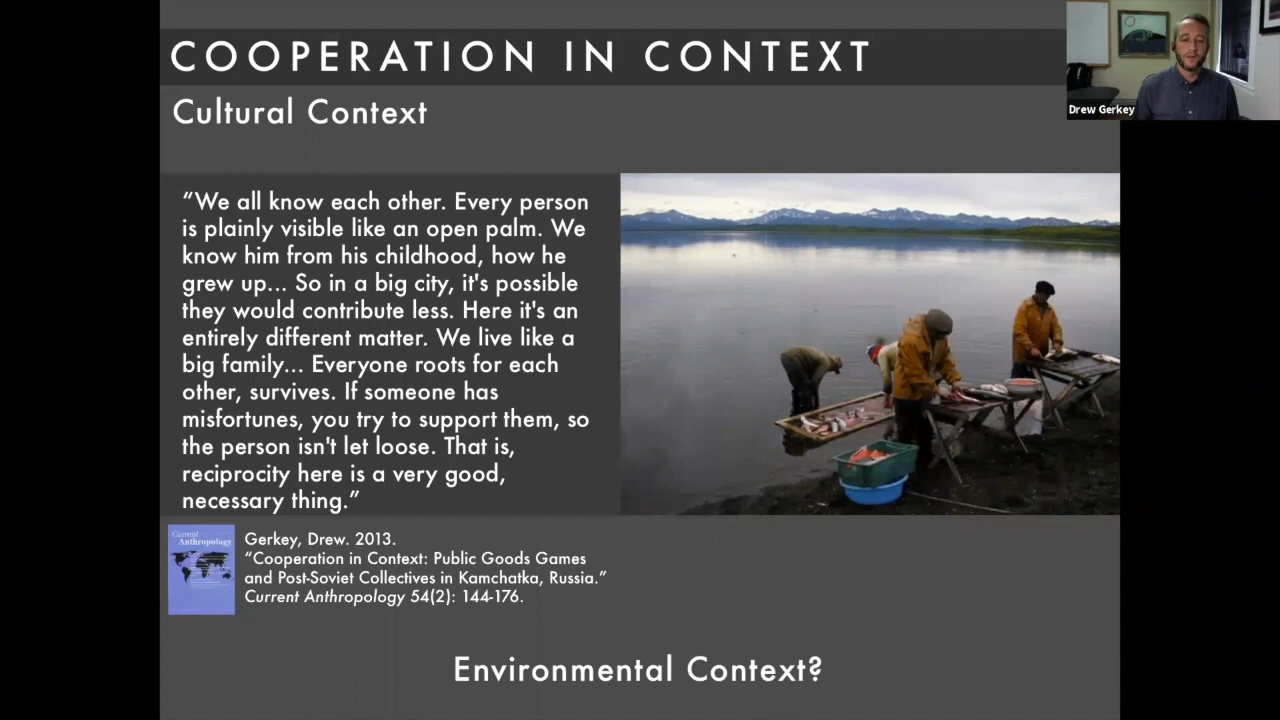 COOPERATION IN CONTEXT
Cultural Context
Drew Gerkey
“We all know each other. Every person
is plainly visible like an open palm. We
know him from his childhood, how he
grew up... So in a big city, it's possible
they would contribute less. Here it's an
entirely different matter. We live like a
big family... Everyone roots for each
other, survives. If someone has
misfortunes, you try to support them, so
the person isn't let loose. That is,
reciprocity here is a very good,
necessary thing.”
Current
Anthropology
Gerkey, Drew. 2013.
“Cooperation in Context: Public Goods Games
and Post-Soviet Collectives in Kamchatka, Russia.”
Current Anthropology 54(2): 144-176.
Environmental Context?